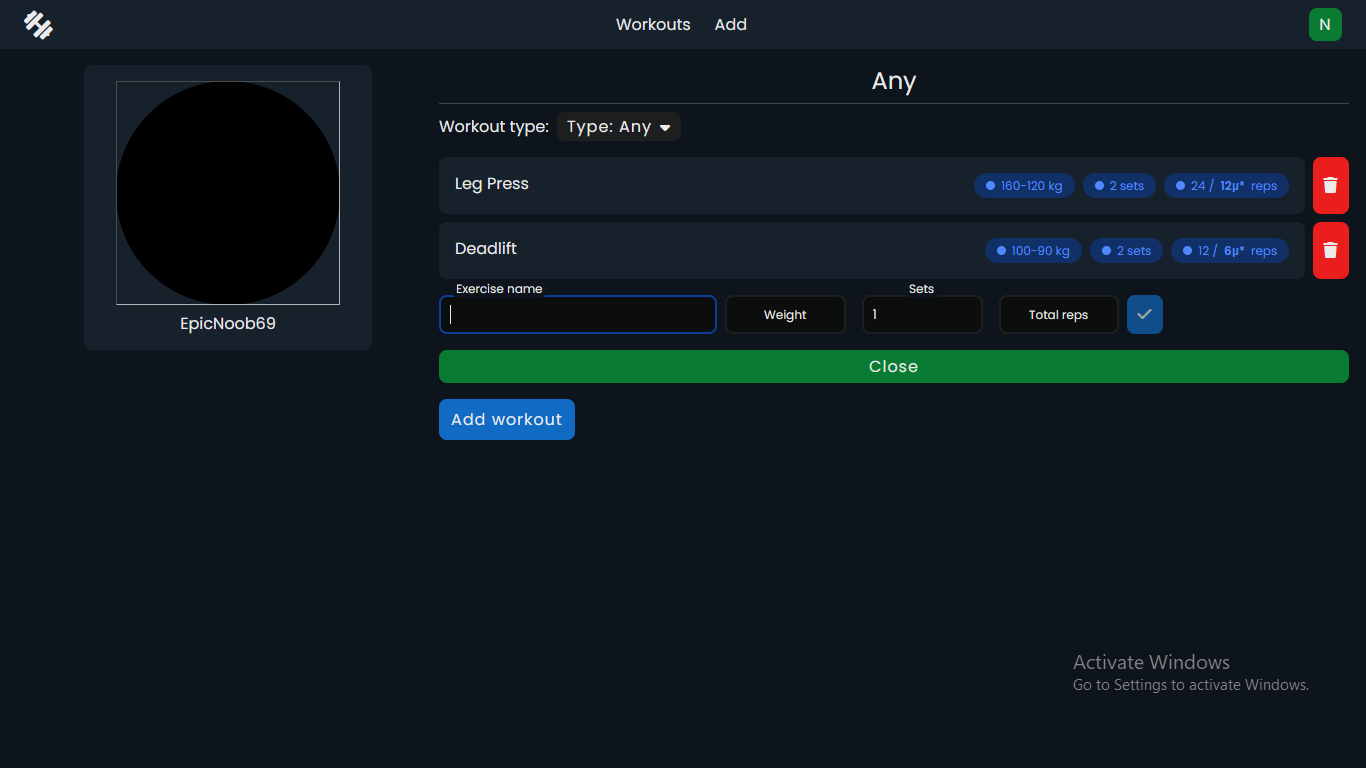 Workouts Add N
EpicNoob69
Any
Workout type: Type: Any
Leg Press 160-120 kg 2 sets 24 / 12μ* reps
Deadlift 100-90 kg 2 sets 12 / 6μ* reps
Exercise name Sets
Weight 1 Total reps
Close
Add workout
Activate Windows
Go to Settings to activate Windows.